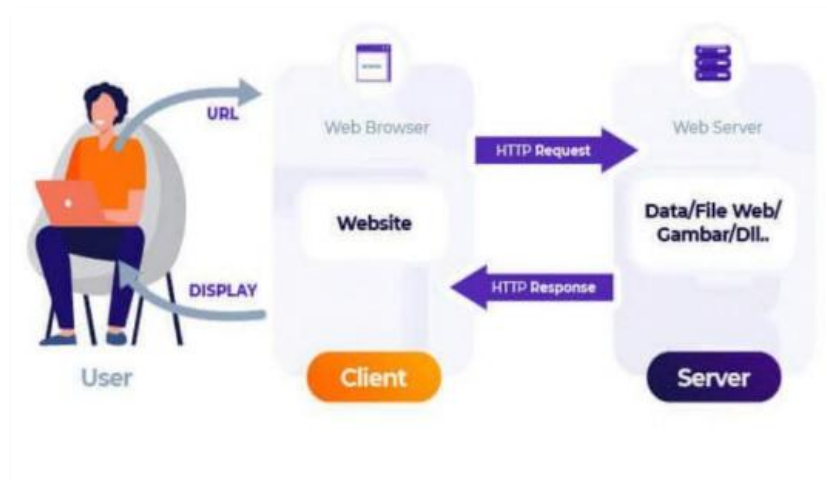 URL
Web Browser
Web Server
HTTP Request
Website
Data/File Web/
Gambar/Dll..
DISPLAY
HTTP Response
User
Client
Server